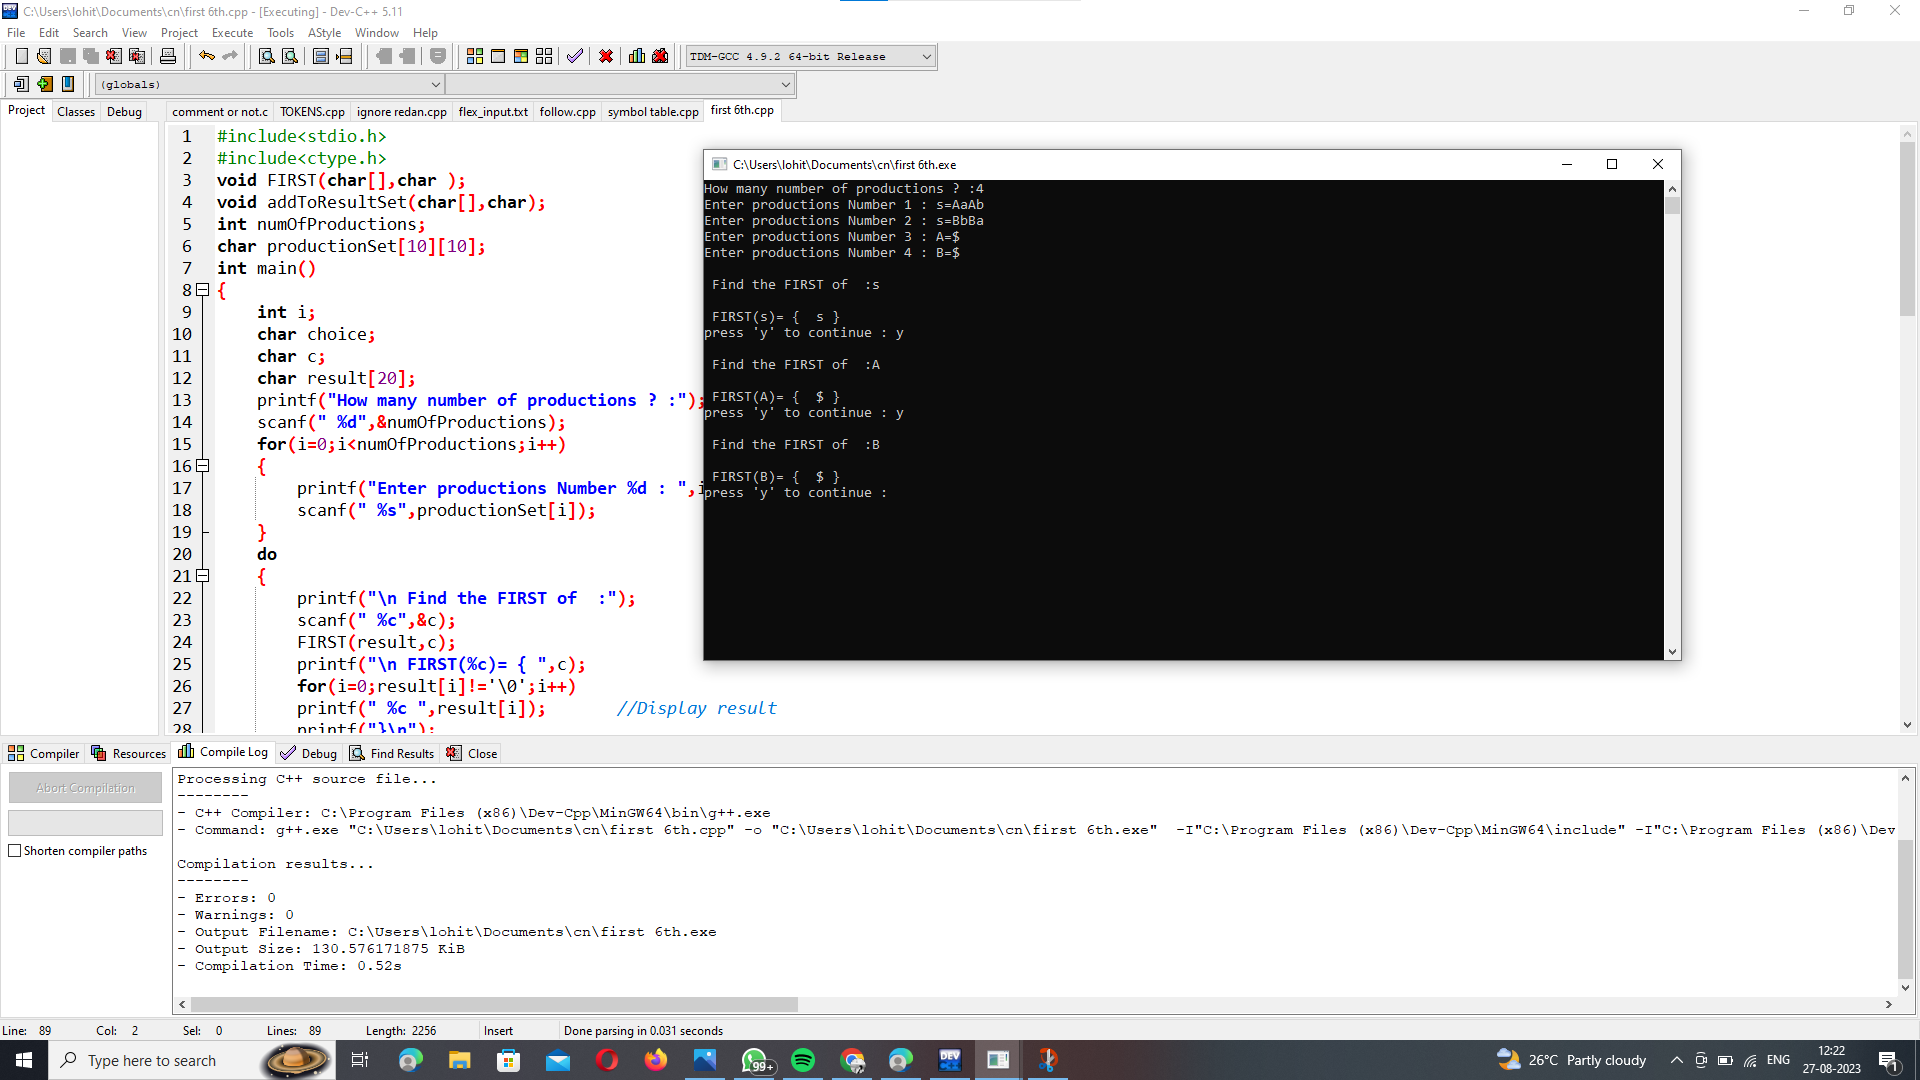 C:\Users\lohit\Documents\cn\first 6th.cpp - [Executing] - Dev-C++ 5.11
File Edit Search View Project Execute Tools AStyle Window Help
TDM-GCC 4.9.2 64-bit Release
(globals)
Project Classes Debug
comment or not.c TOKENS.cpp ignore redan.cpp flex_input.txt follow.cpp symbol table.cpp first 6th.cpp
1 #include<stdio.h>
2 #include<ctype.h>
3 void FIRST(char[],char );
4 void addToResultSet(char[],char);
5 int numOfProductions;
6 char productionSet[10][10];
7 int main()
8 {
9 int i;
10 char choice;
11 char c;
12 char result[20];
13 printf("How many number of productions ? :");
14 scanf(" %d",&numOfProductions);
15 for(i=0;i<numOfProductions;i++)
16 {
17 printf("Enter productions Number %d : ",i
18 scanf(" %s",productionSet[i]);
19 }
20 do
21 {
22 printf("\n Find the FIRST of  :");
23 scanf(" %c",&c);
24 FIRST(result,c);
25 printf("\n FIRST(%c)= { ",c);
26 for(i=0;result[i]!='\0';i++)
27 printf(" %c ",result[i]);       //Display result
28 printf("}\n");
C:\Users\lohit\Documents\cn\first 6th.exe
How many number of productions ? :4
Enter productions Number 1 : s=AaAb
Enter productions Number 2 : s=BbBa
Enter productions Number 3 : A=$
Enter productions Number 4 : B=$
Find the FIRST of  :s
FIRST(s)= {  s }
press 'y' to continue : y
Find the FIRST of  :A
FIRST(A)= {  $ }
press 'y' to continue : y
Find the FIRST of  :B
FIRST(B)= {  $ }
press 'y' to continue :
Compiler Resources Compile Log Debug Find Results Close
Abort Compilation
Shorten compiler paths
Processing C++ source file...
--------
- C++ Compiler: C:\Program Files (x86)\Dev-Cpp\MinGW64\bin\g++.exe
- Command: g++.exe "C:\Users\lohit\Documents\cn\first 6th.cpp" -o "C:\Users\lohit\Documents\cn\first 6th.exe"  -I"C:\Program Files (x86)\Dev-Cpp\MinGW64\include" -I"C:\Program Files (x86)\Dev
Compilation results...
--------
- Errors: 0
- Warnings: 0
- Output Filename: C:\Users\lohit\Documents\cn\first 6th.exe
- Output Size: 130.576171875 KiB
- Compilation Time: 0.52s
Line: 89 Col: 2 Sel: 0 Lines: 89 Length: 2256 Insert Done parsing in 0.031 seconds
Type here to search
99+
DEV
26°C Partly cloudy
ENG
12:22
27-08-2023
1